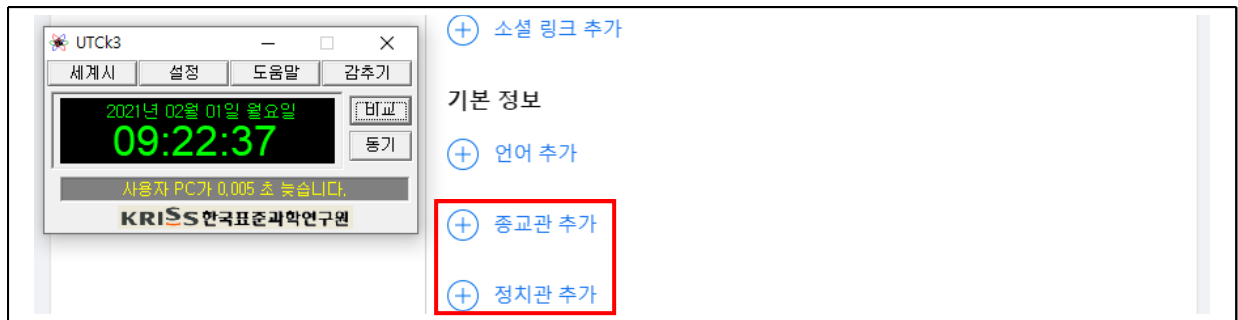 UTCk3
세계시 설정 도움말 감추기
2021년 02월 01일 월요일
비교
09:22:37
동기
사용자 PC가 0,005 초 늦습니다.
KRISS 한국표준과학연구원
소셜 링크 추가
기본 정보
언어 추가
종교관 추가
정치관 추가